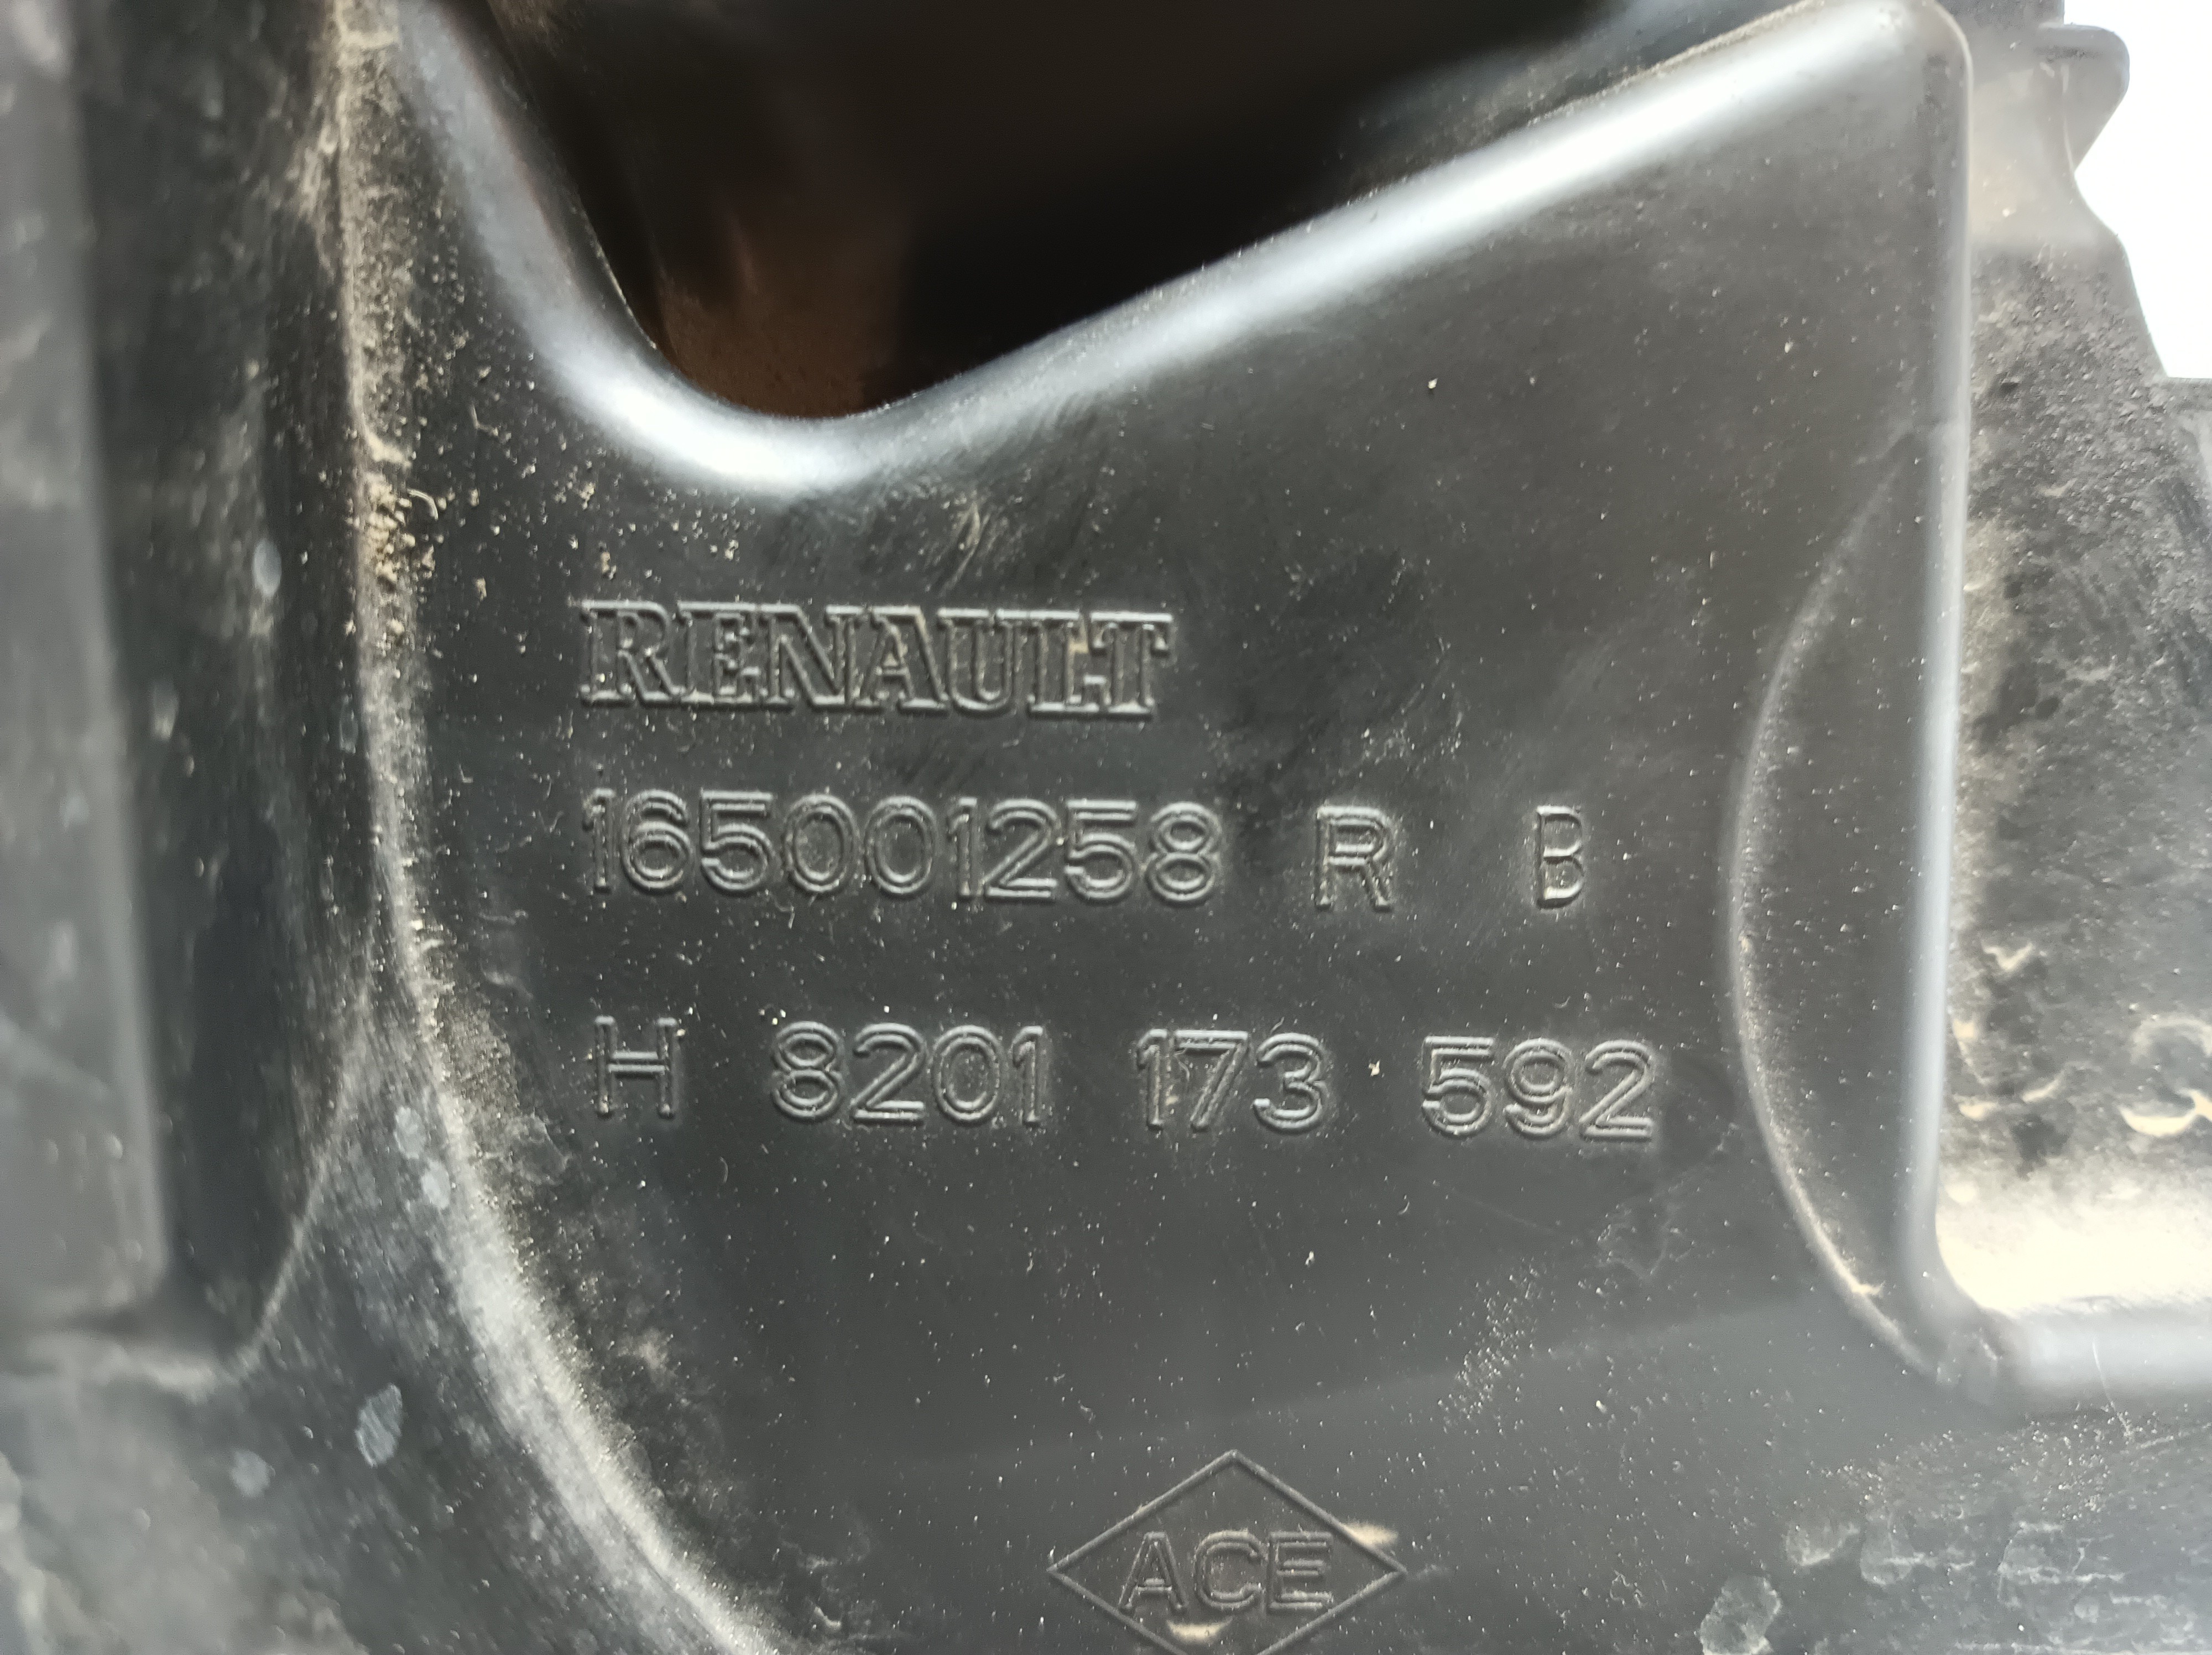 RENAULT
165001258 R B
H 8201 173 592
ACE